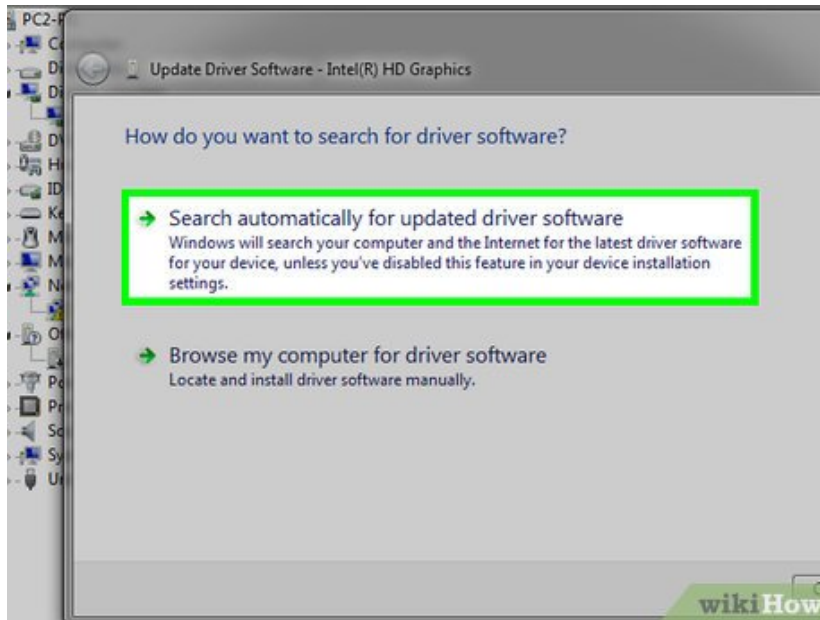 PC2-P
Update Driver Software - Intel(R) HD Graphics
How do you want to search for driver software?
Search automatically for updated driver software
Windows will search your computer and the Internet for the latest driver software
for your device, unless you've disabled this feature in your device installation
settings.
Browse my computer for driver software
Locate and install driver software manually.
wikiHow